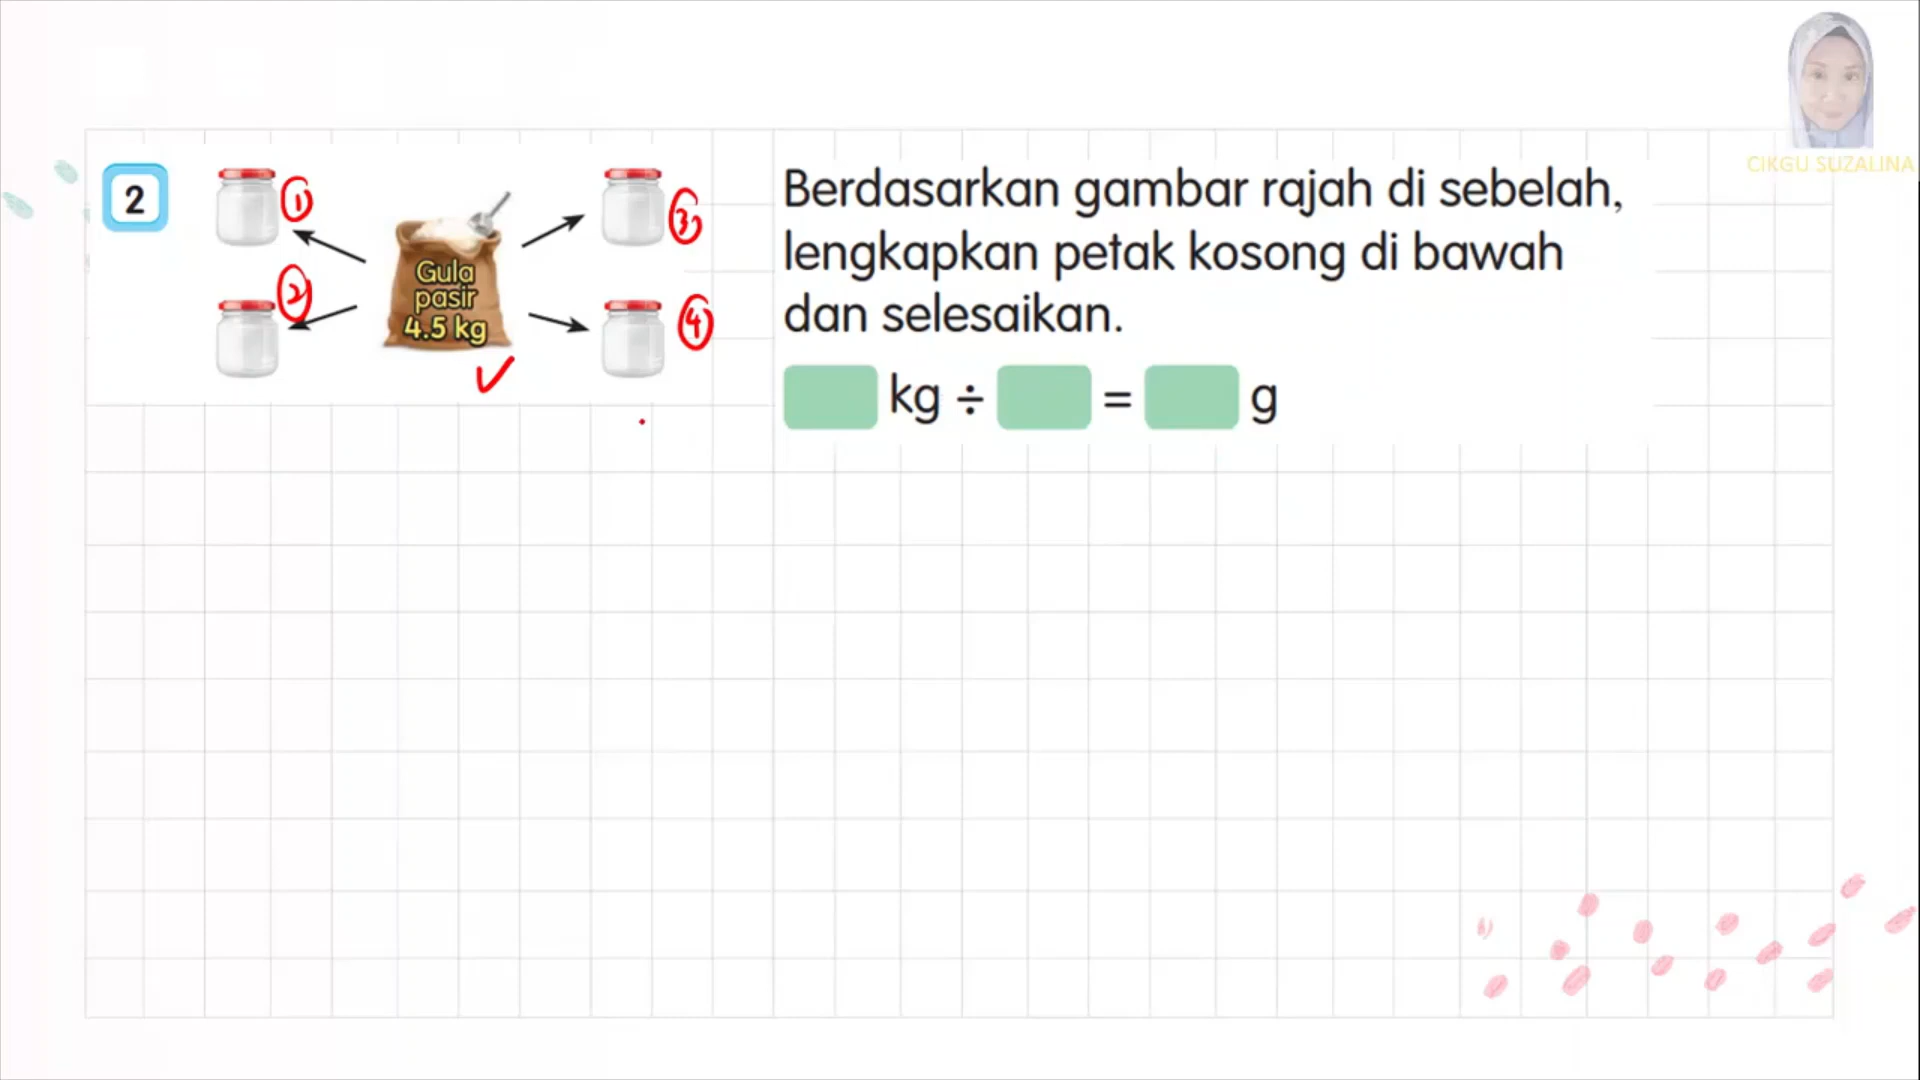 CIKGU SUZALINA
2
1
2
3
4
Gula
pasir
4.5 kg
Berdasarkan gambar rajah di sebelah,
lengkapkan petak kosong di bawah
dan selesaikan.
kg ÷ = g